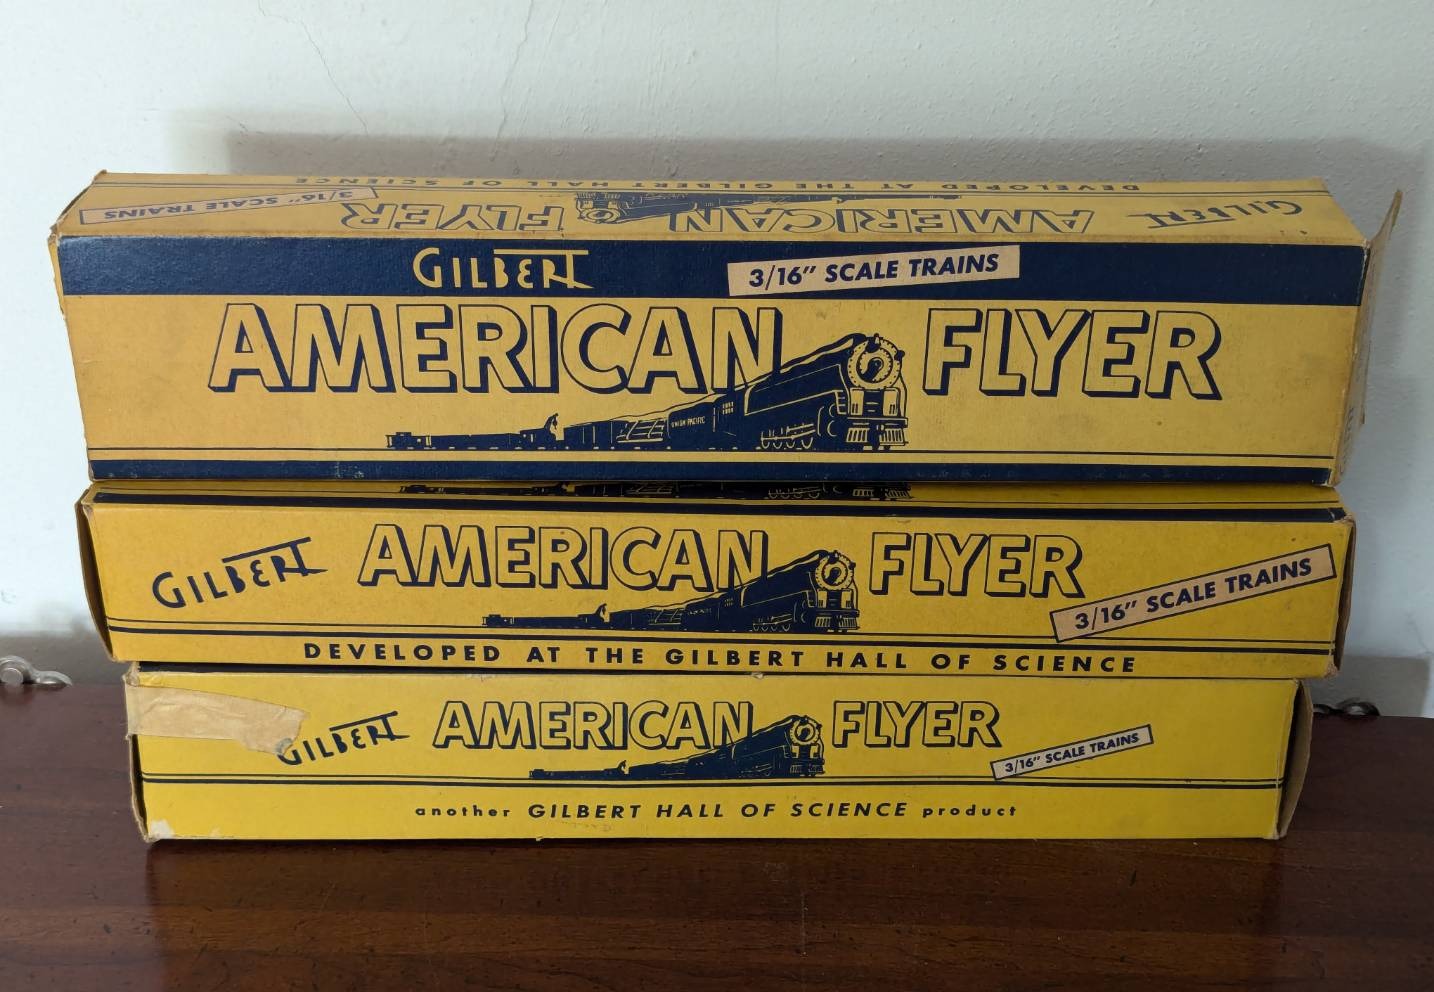 DEVELOPED AT THE GILBERT HALL OF SCIENCE
GILBERT AMERICAN FLYER 3/16" SCALE TRAINS
GILBERT 3/16" SCALE TRAINS
AMERICAN FLYER
UNION PACIFIC
GILBERT AMERICAN FLYER 3/16" SCALE TRAINS
DEVELOPED AT THE GILBERT HALL OF SCIENCE
GILBERT AMERICAN FLYER 3/16" SCALE TRAINS
another GILBERT HALL OF SCIENCE product